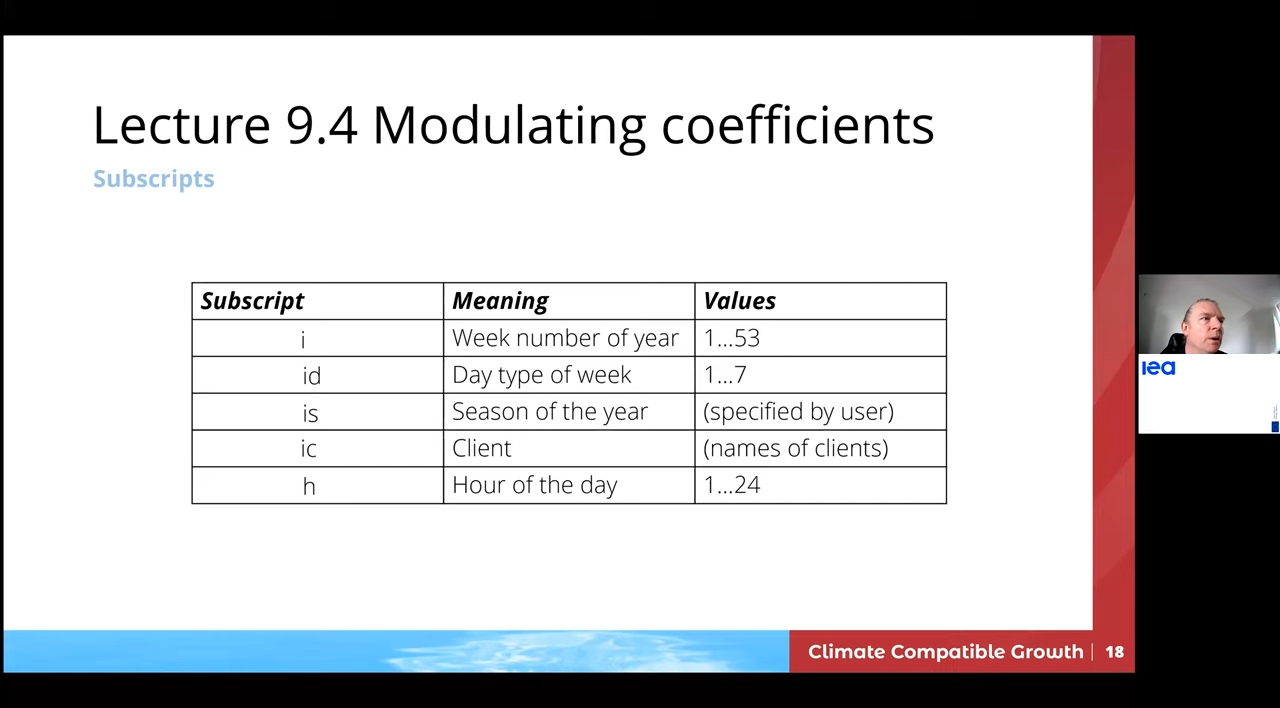 Lecture 9.4 Modulating coefficients
Subscripts
Subscript Meaning Values
i Week number of year 1...53
id Day type of week 1...7
is Season of the year (specified by user)
ic Client (names of clients)
h Hour of the day 1...24
iea
Climate Compatible Growth 18